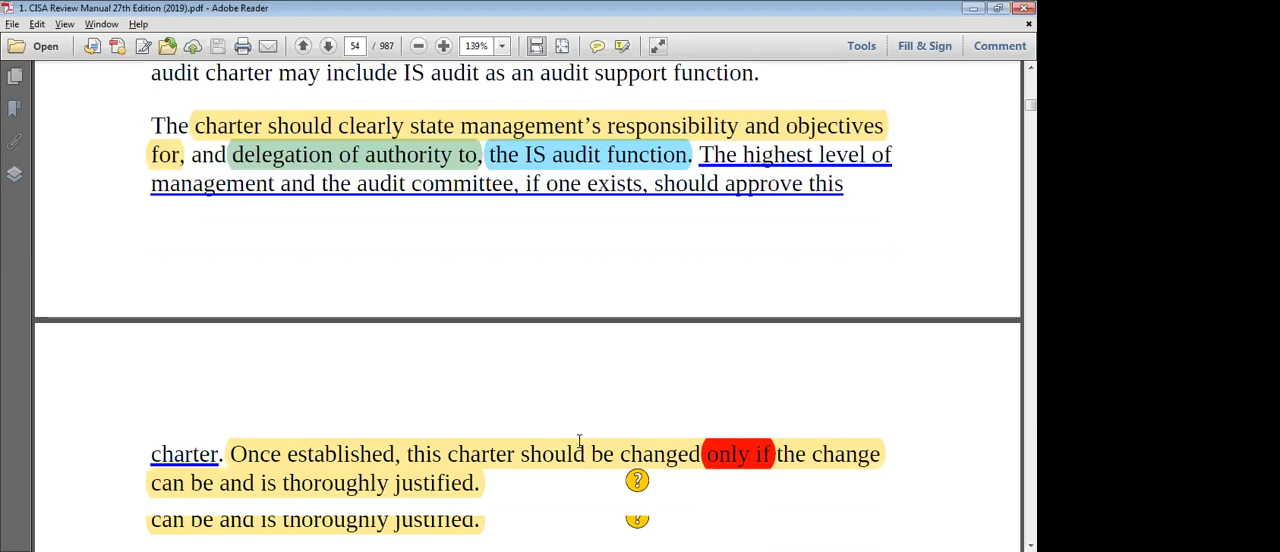 1. CISA Review Manual 27th Edition (2019).pdf - Adobe Reader
File Edit View Window Help
Open 54 / 987 139% Tools Fill & Sign Comment
audit charter may include IS audit as an audit support function.
The charter should clearly state management’s responsibility and objectives
for, and delegation of authority to, the IS audit function. The highest level of
management and the audit committee, if one exists, should approve this
charter. Once established, this charter should be changed only if the change
can be and is thoroughly justified.
can be and is thoroughly justified.